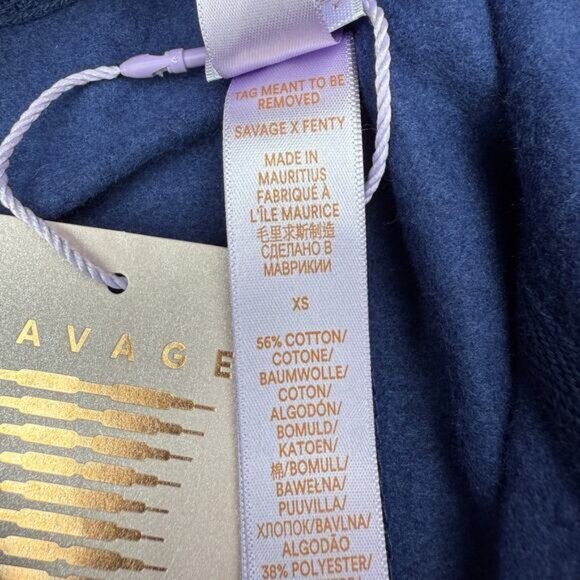 TAG MEANT TO BE
REMOVED
SAVAGE X FENTY
MADE IN
MAURITIUS
FABRIQUÉ À
L'ÎLE MAURICE
毛里求斯制造
СДЕЛАНО В
МАВРИКИИ
XS
56% COTTON/
COTONE/
BAUMWOLLE/
COTON/
ALGODÓN/
BOMULD/
KATOEN/
棉/BOMULL/
BAWEŁNA/
PUUVILLA/
ХЛОПОК/BAVLNA/
ALGODÃO
38% POLYESTER/
AVAGE